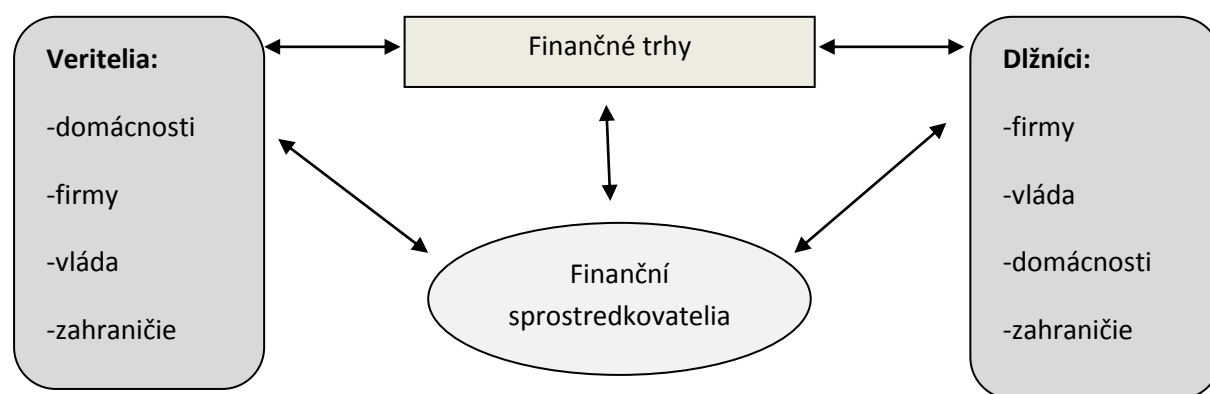 Veritelia:
-domácnosti
-firmy
-vláda
-zahraničie
Finančné trhy
Finanční
sprostredkovatelia
Dlžníci:
-firmy
-vláda
-domácnosti
-zahraničie